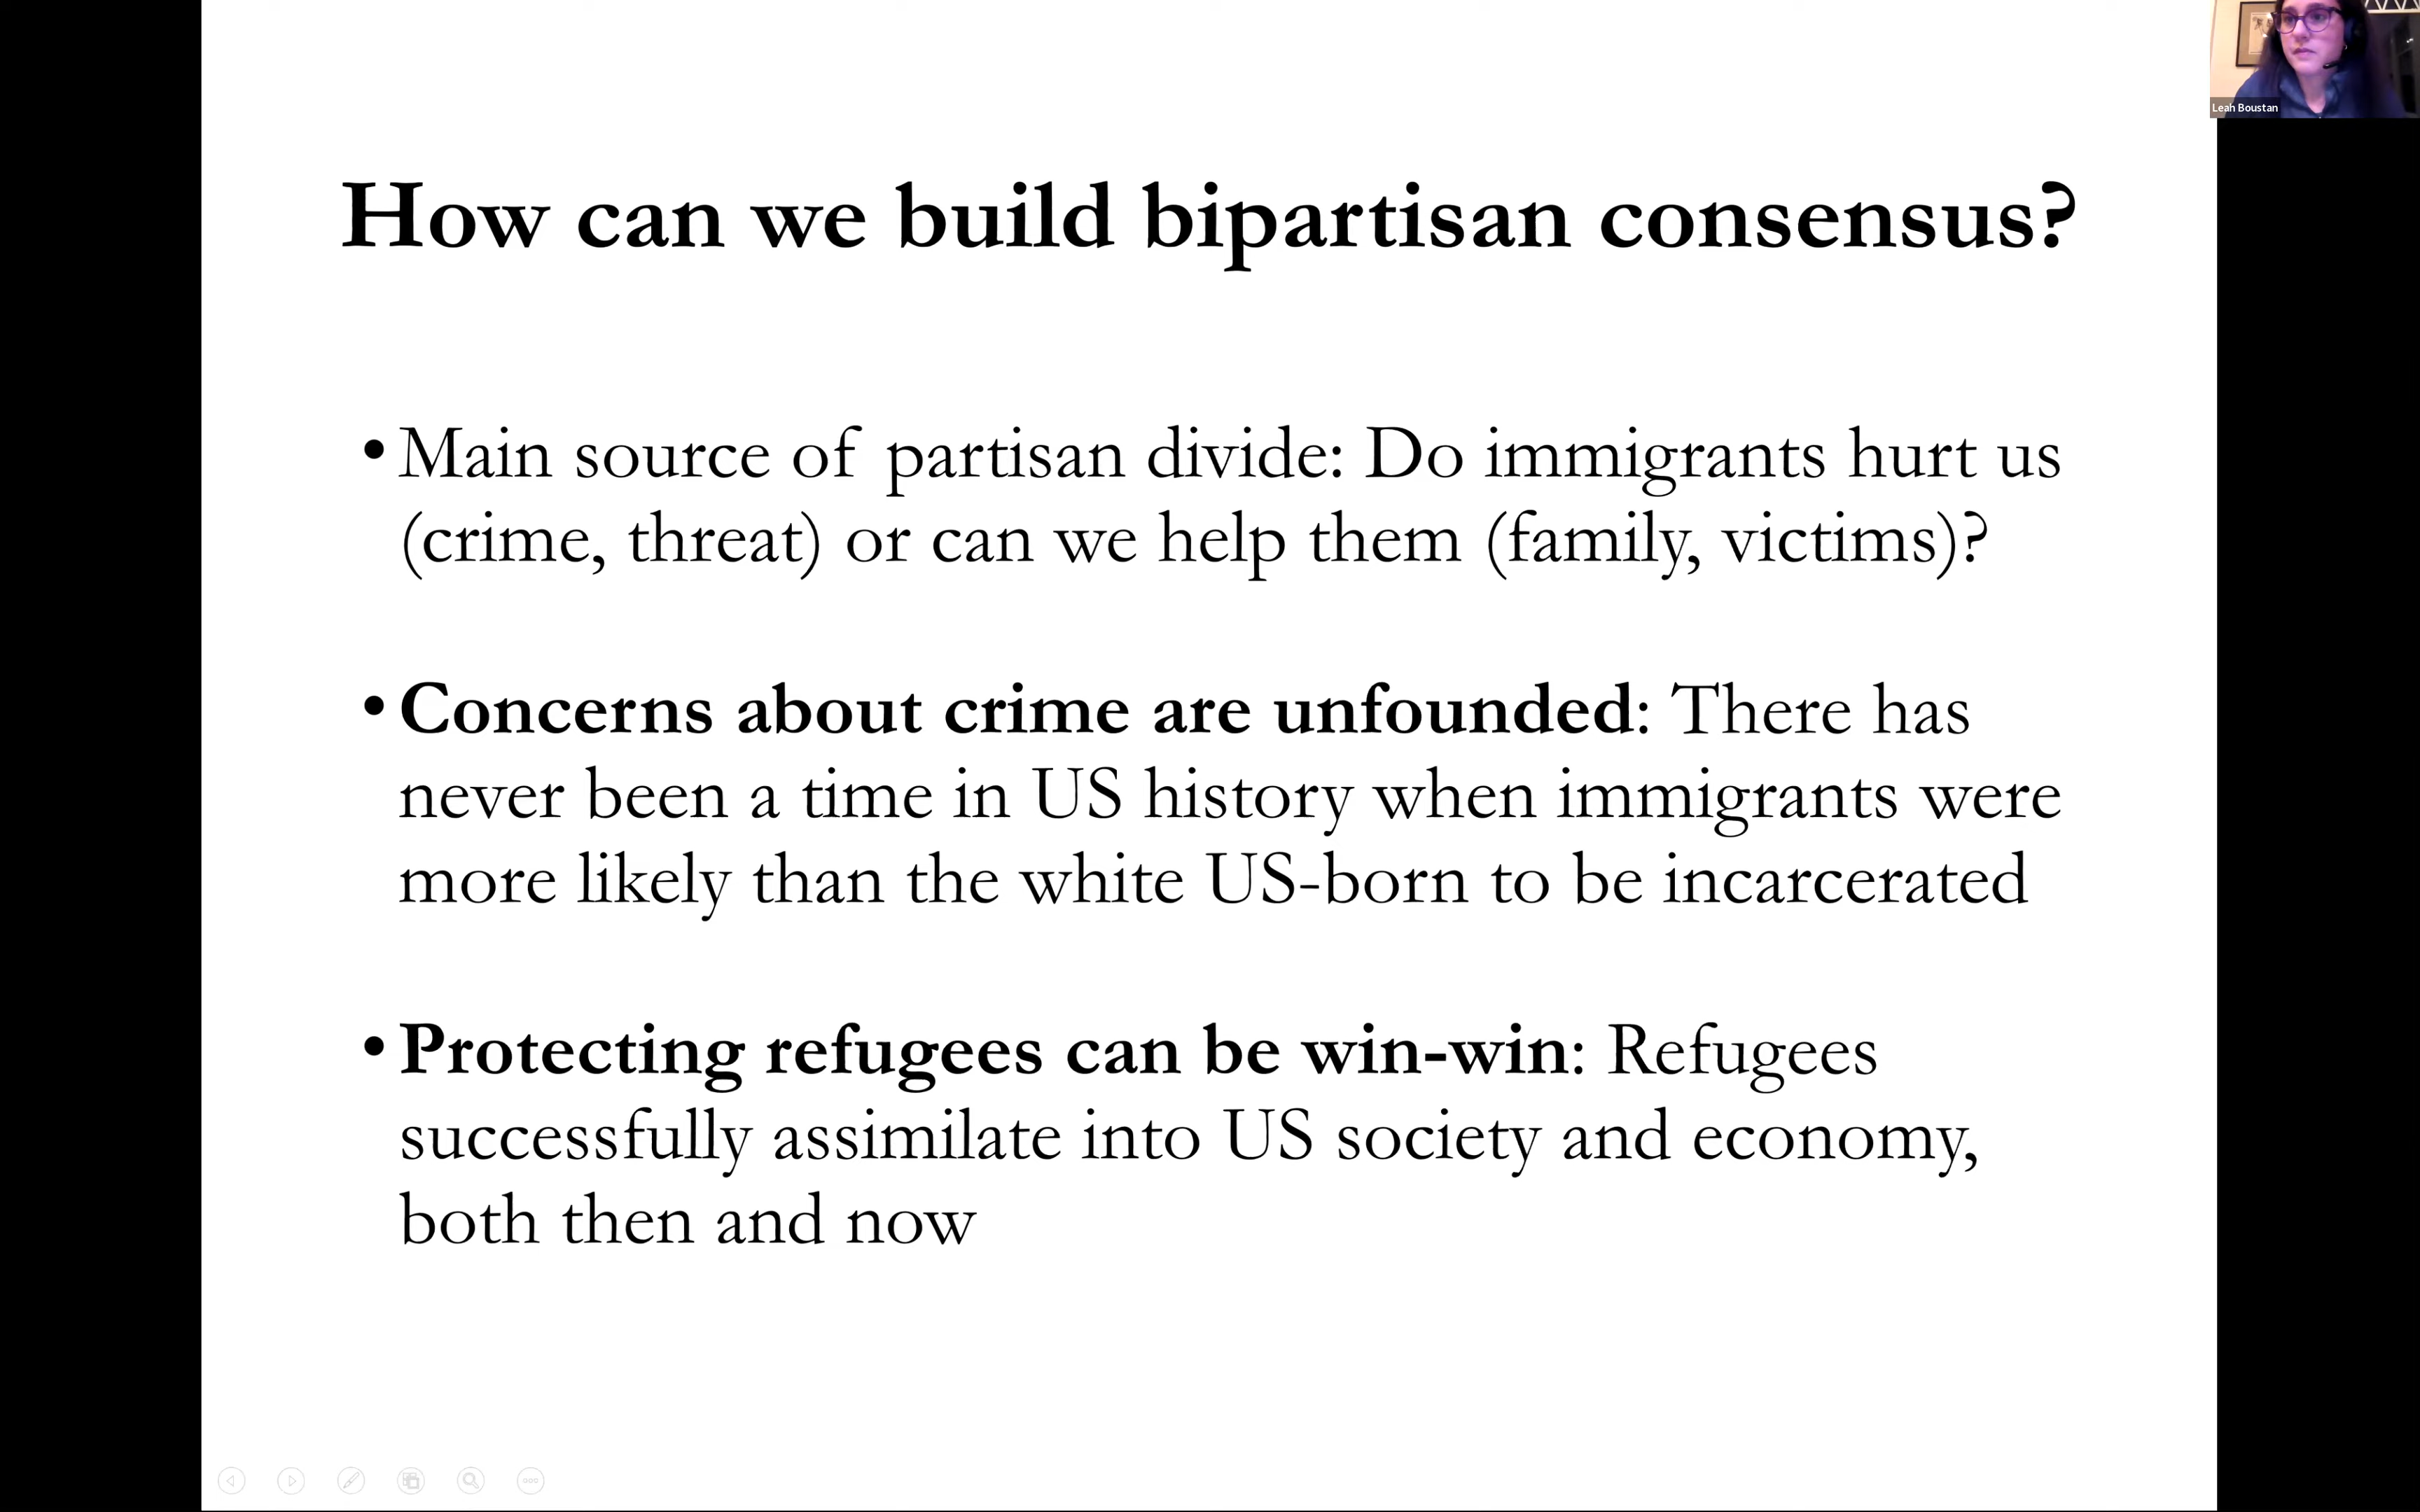 Leah Boustan
How can we build bipartisan consensus?
•Main source of partisan divide: Do immigrants hurt us
(crime, threat) or can we help them (family, victims)?
•Concerns about crime are unfounded: There has
never been a time in US history when immigrants were
more likely than the white US-born to be incarcerated
•Protecting refugees can be win-win: Refugees
successfully assimilate into US society and economy,
both then and now